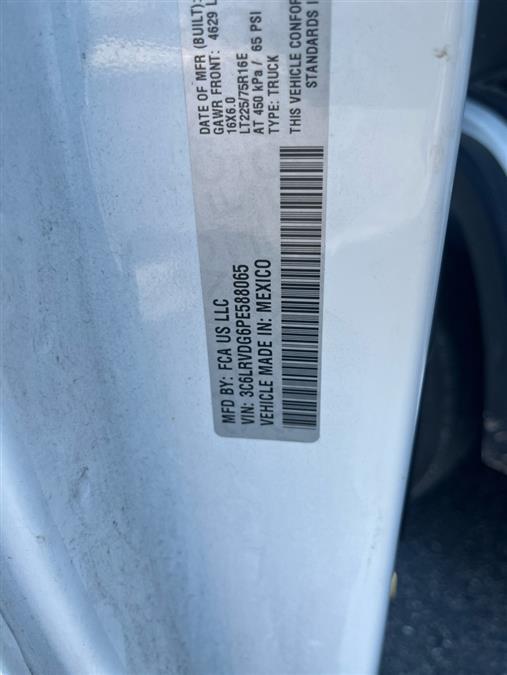 MFD BY: FCA US LLC
VIN: 3C6LRVDG6PE588065
VEHICLE MADE IN: MEXICO
DATE OF MFR (BUILT):
GAWR FRONT: 4629 L
16X6.0
LT225/75R16E
AT 450 kPa / 65 PSI
TYPE: TRUCK
THIS VEHICLE CONFOR
STANDARDS I